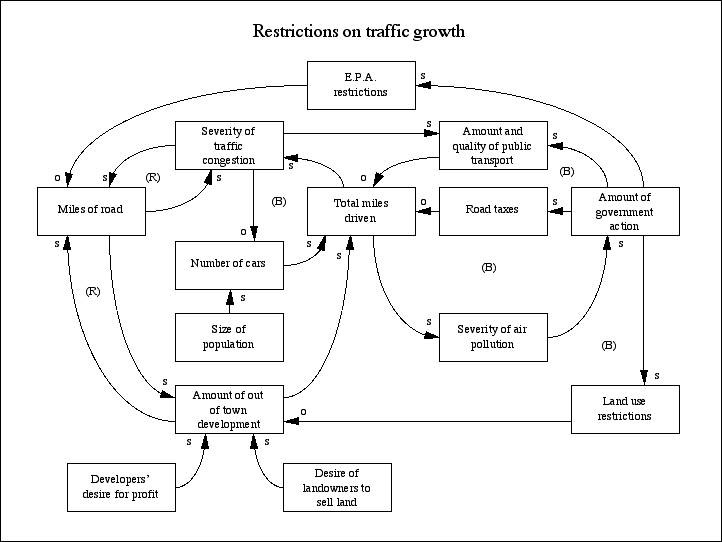 Restrictions on traffic growth
E.P.A.
restrictions
s
Severity of
traffic
congestion
s
Amount and
quality of public
transport
s
o
s
(R)
s
s
o
(B)
Miles of road
(B)
Total miles
driven
o
Road taxes
s
Amount of
government
action
s
o
s
s
s
Number of cars
(B)
(R)
s
Size of
population
s
Severity of air
pollution
(B)
s
s
Amount of out
of town
development
o
Land use
restrictions
s
s
Developers'
desire for profit
Desire of
landowners to
sell land